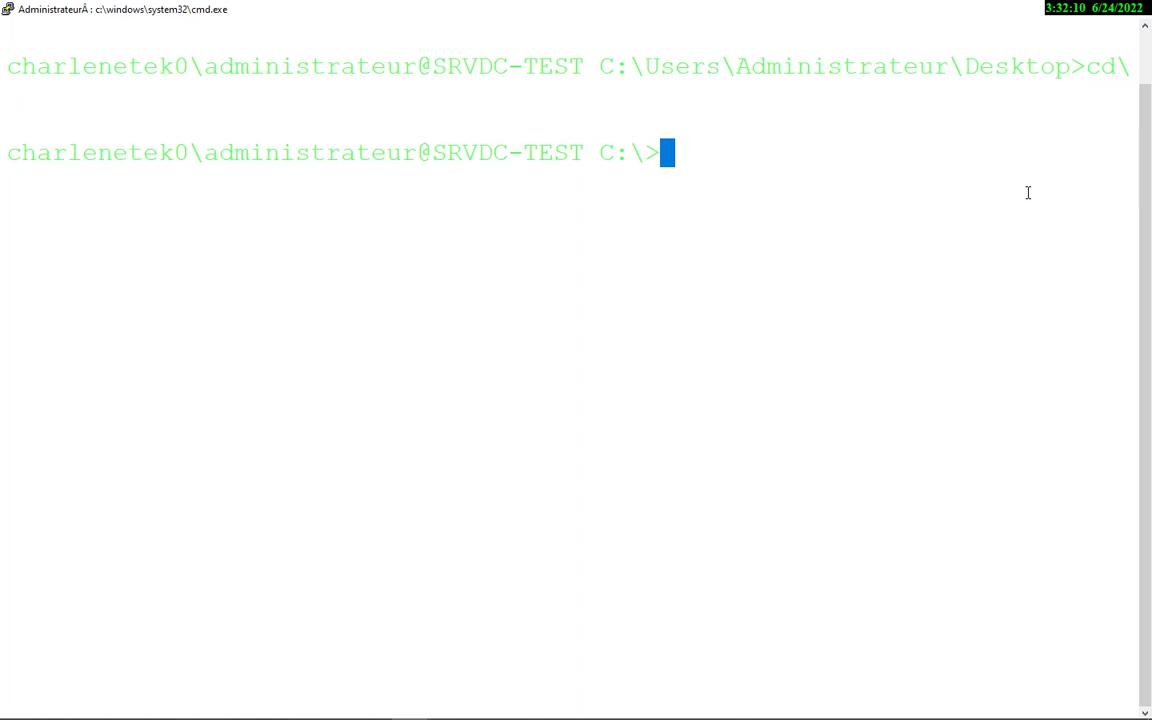 AdministrateurÂ : c:\windows\system32\cmd.exe
3:32:10 6/24/2022
charlenetek0\administrateur@SRVDC-TEST C:\Users\Administrateur\Desktop>cd\
charlenetek0\administrateur@SRVDC-TEST C:\>